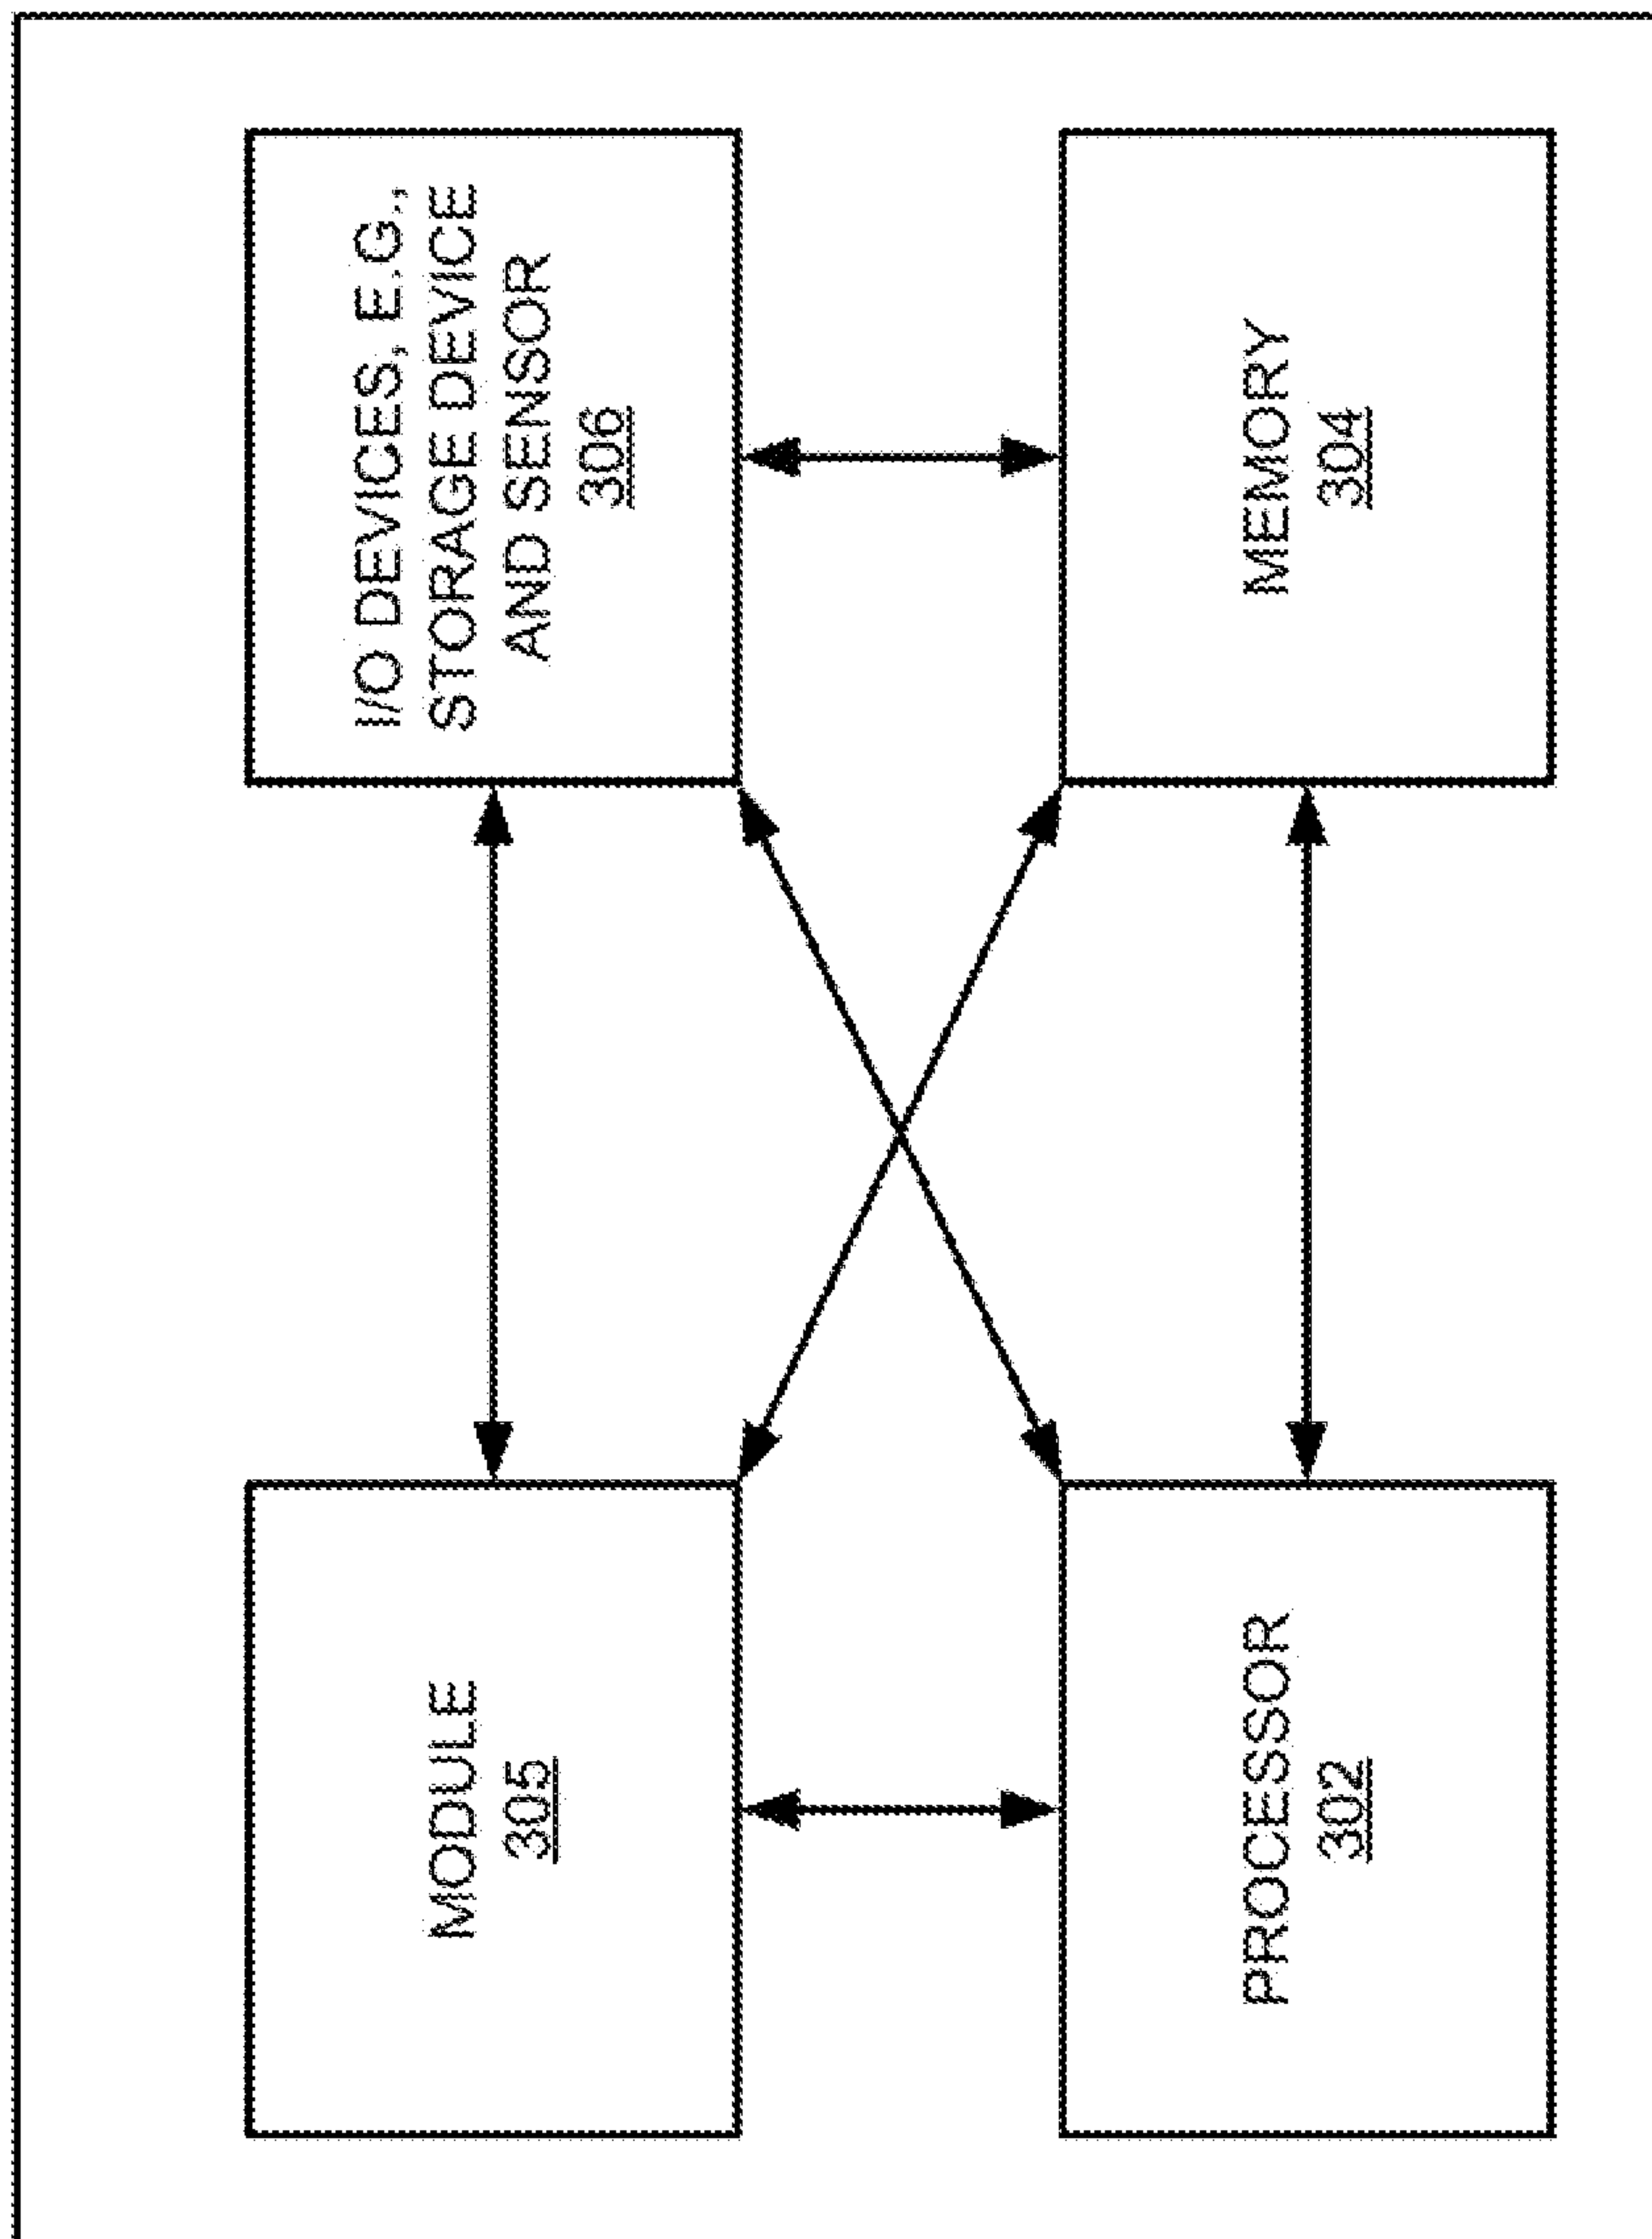 MODULE
305
I/O DEVICES, E.G.,
STORAGE DEVICE
AND SENSOR
306
PROCESSOR
302
MEMORY
304